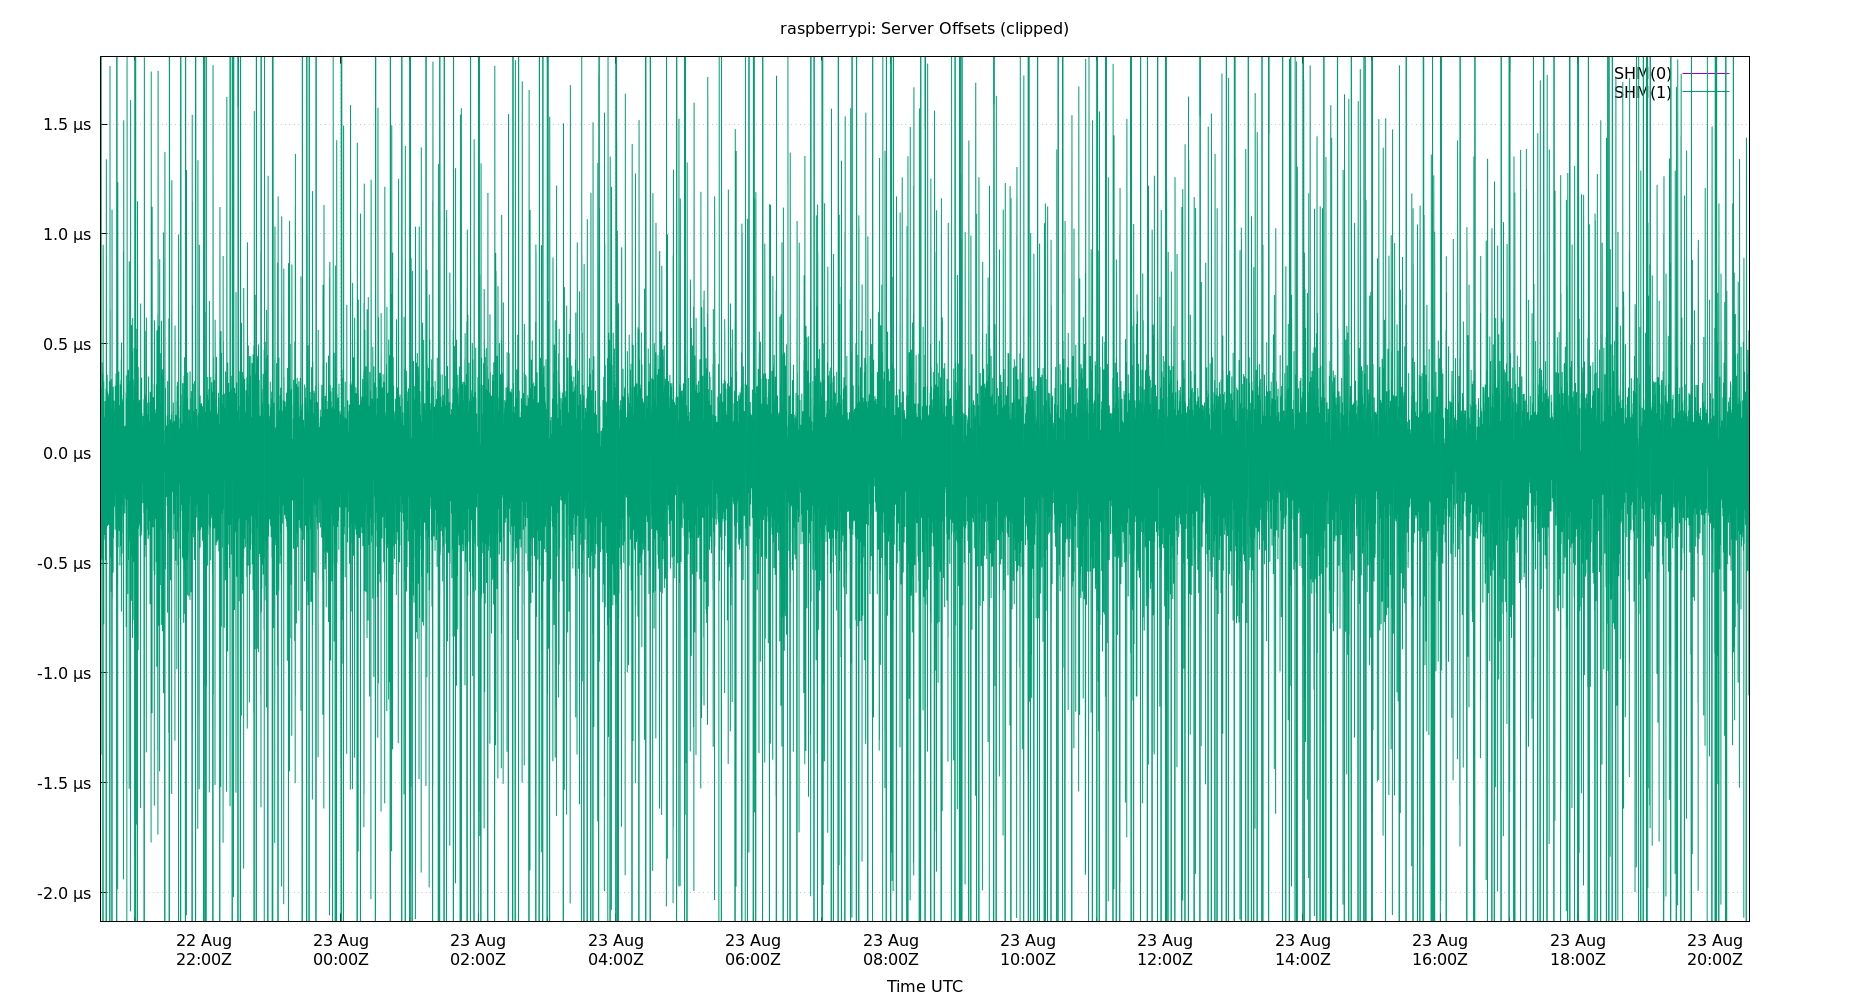 raspberrypi: Server Offsets (clipped)
SHM(0)
SHM(1)
1.5 µs
1.0 µs
0.5 µs
0.0 µs
-0.5 µs
-1.0 µs
-1.5 µs
-2.0 µs
22 Aug 23 Aug 23 Aug 23 Aug 23 Aug 23 Aug 23 Aug 23 Aug 23 Aug 23 Aug 23 Aug 23 Aug
22:00Z 00:00Z 02:00Z 04:00Z 06:00Z 08:00Z 10:00Z 12:00Z 14:00Z 16:00Z 18:00Z 20:00Z
Time UTC